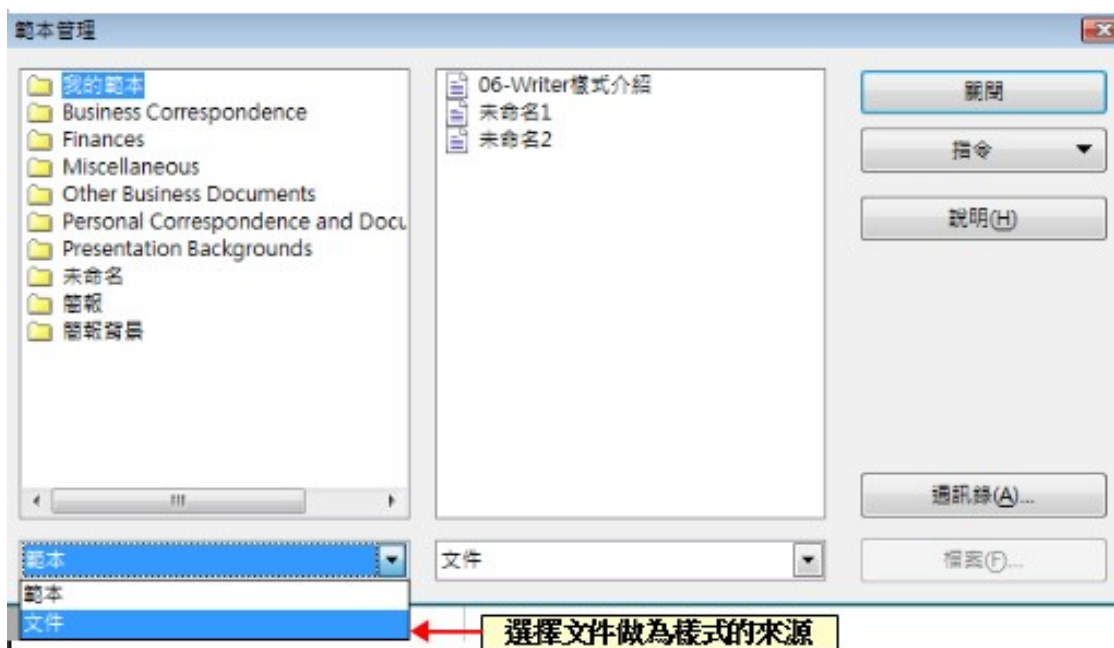 範本管理
我的範本
Business Correspondence
Finances
Miscellaneous
Other Business Documents
Personal Correspondence and Docu
Presentation Backgrounds
未命名
簡報
簡報背景
06-Writer樣式介紹
未命名1
未命名2
關閉
指令
說明(H)
通訊錄(A)...
檔案(F)...
範本
文件
範本
文件
選擇文件做為樣式的來源